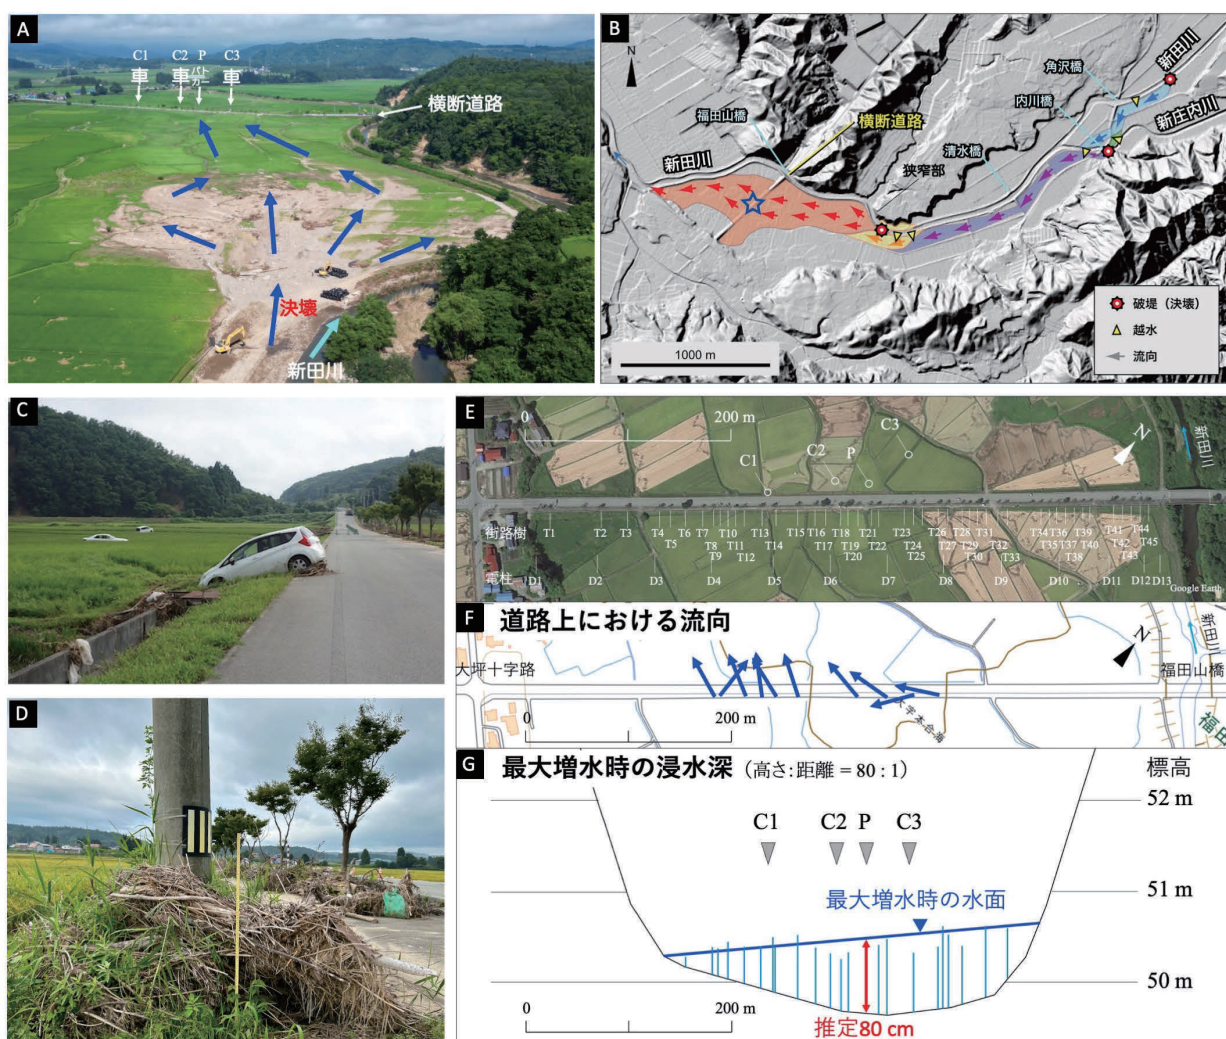 A
C1 C2 P C3
車 車 パトカー 車
横断道路
決壊
新田川
B
N
角沢橋
新田川
内川橋
新庄内川
福田山橋
横断道路
清水橋
新田川
狭窄部
破堤（決壊）
越水
流向
1000 m
C
D
E
0 200 m
C3
C2
C1
P
N
新田川
街路樹
T1 T2 T3 T4 T6 T7 T10 T13 T15 T16 T18 T21 T23 T26 T28 T31 T34 T36 T39 T41 T44
T5 T8 T11 T14 T17 T19 T22 T24 T27 T29 T32 T35 T37 T40 T42 T45
T9 T12 T20 T25 T30 T33 T38 T43
電柱
D1 D2 D3 D4 D5 D6 D7 D8 D9 D10 D11 D12 D13
Google Earth
F 道路上における流向
N
新田川
大坪十字路
福田山橋
大字本合海
福田
0 200 m
G 最大増水時の浸水深（高さ：距離 = 80 : 1）
標高
52 m
C1 C2 P C3
51 m
最大増水時の水面
50 m
0 200 m
推定80 cm